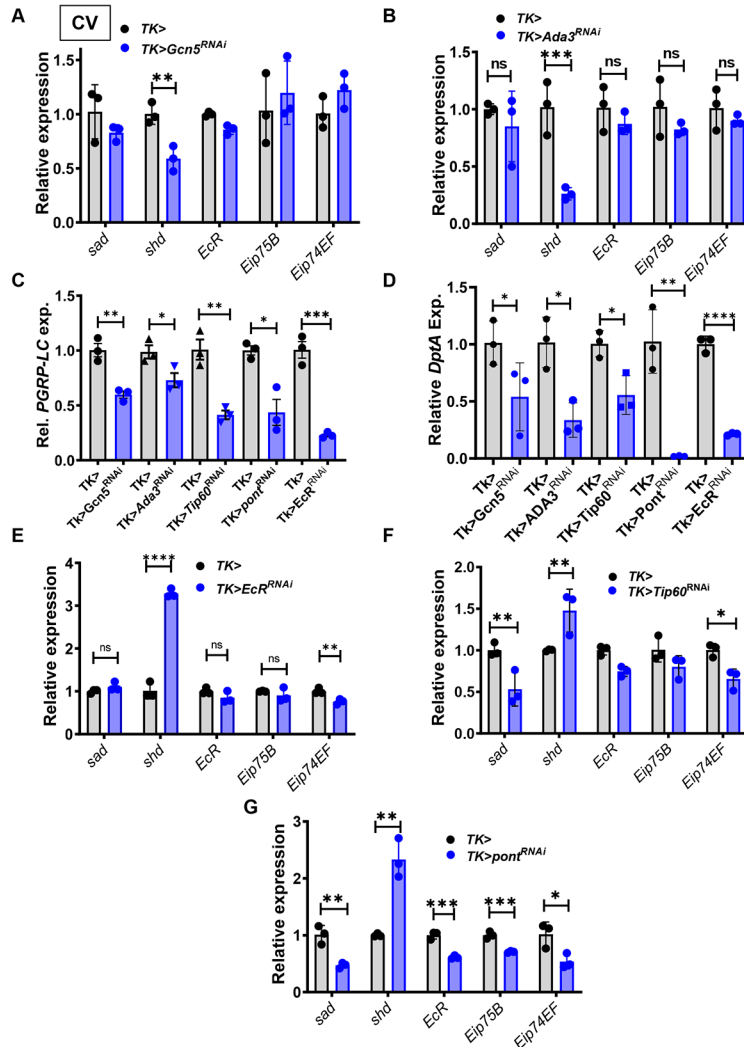 A
CV
TK>
TK>Gcn5RNAi
Relative expression
1.5
1.0
0.5
0.0
**
sad
shd
EcR
Eip75B
Eip74EF
B
TK>
TK>Ada3RNAi
Relative expression
1.5
1.0
0.5
0.0
ns
***
ns
ns
ns
sad
shd
EcR
Eip75B
Eip74EF
C
Rel. PGRP-LC exp.
1.5
1.0
0.5
0.0
**
*
**
*
***
TK>
Tk>Gcn5RNAi
TK>
TK>Ada3RNAi
TK>
TK>Tip60RNAi
TK>
TK>pontRNAi
TK>
Tk>EcRRNAi
D
Relative DptA Exp.
1.5
1.0
0.5
0.0
*
*
*
**
****
Tk>
Tk>Gcn5RNAi
Tk>
TK>ADA3RNAi
Tk>
TK>Tip60RNAi
Tk>
Tk>PontRNAi
Tk>
Tk>EcRRNAi
E
TK>
TK>EcRRNAi
Relative expression
4
3
2
1
0
ns
****
ns
ns
**
sad
shd
EcR
Eip75B
Eip74EF
F
TK>
TK>Tip60RNAi
Relative expression
2.0
1.5
1.0
0.5
0.0
**
**
*
sad
shd
EcR
Eip75B
Eip74EF
G
TK>
TK>pontRNAi
Relative expression
3
2
1
0
**
**
***
***
*
sad
shd
EcR
Eip75B
Eip74EF